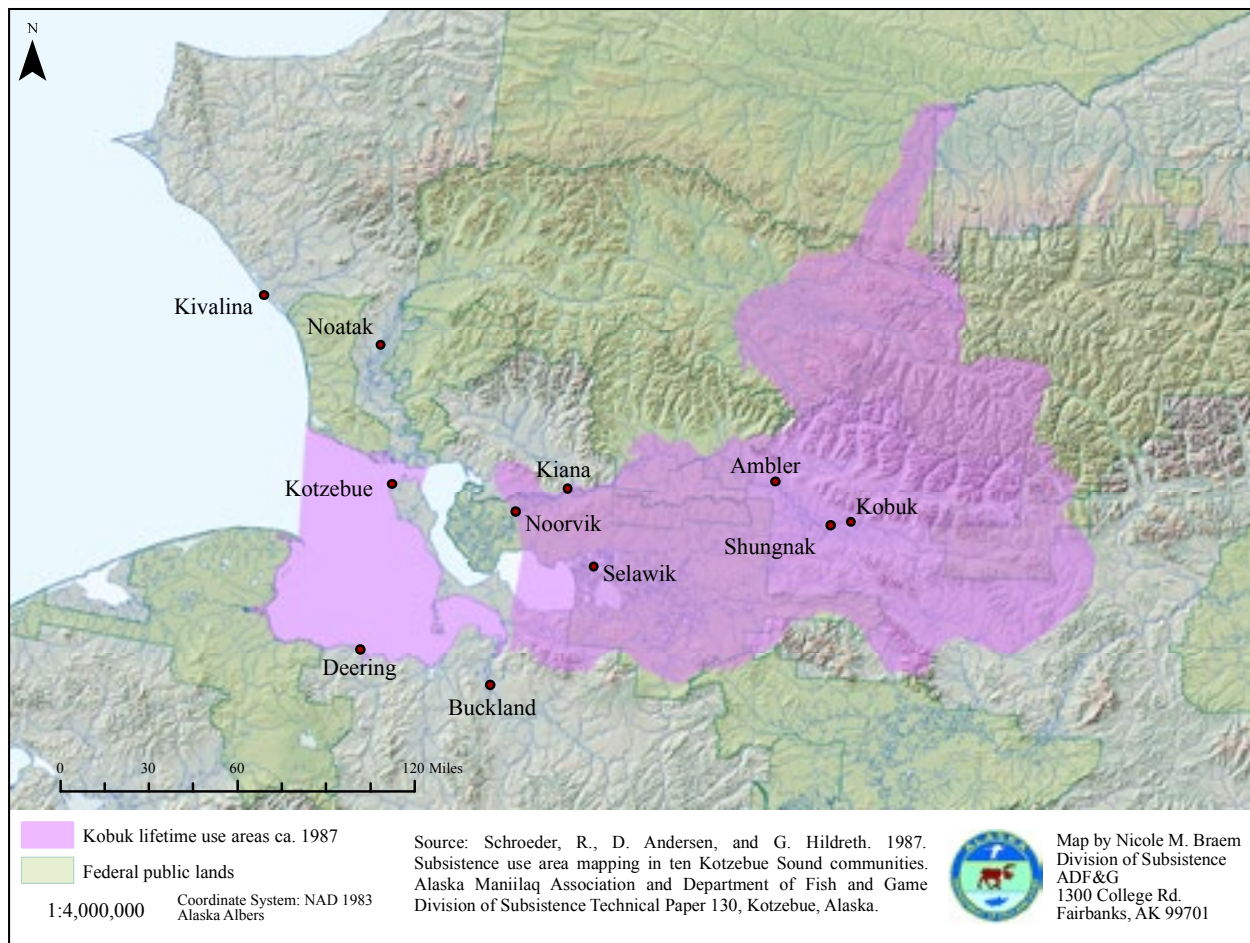 N
Kivalina
Noatak
Kotzebue
Kiana
Noorvik
Selawik
Ambler
Kobuk
Shungnak
Deering
Buckland
0 30 60 120 Miles
Kobuk lifetime use areas ca. 1987
Federal public lands
1:4,000,000
Coordinate System: NAD 1983
Alaska Albers
Source: Schroeder, R., D. Andersen, and G. Hildreth. 1987.
Subsistence use area mapping in ten Kotzebue Sound communities.
Alaska Maniilaq Association and Department of Fish and Game
Division of Subsistence Technical Paper 130, Kotzebue, Alaska.
ALASKA
Map by Nicole M. Braem
Division of Subsistence
ADF&G
1300 College Rd.
Fairbanks, AK 99701